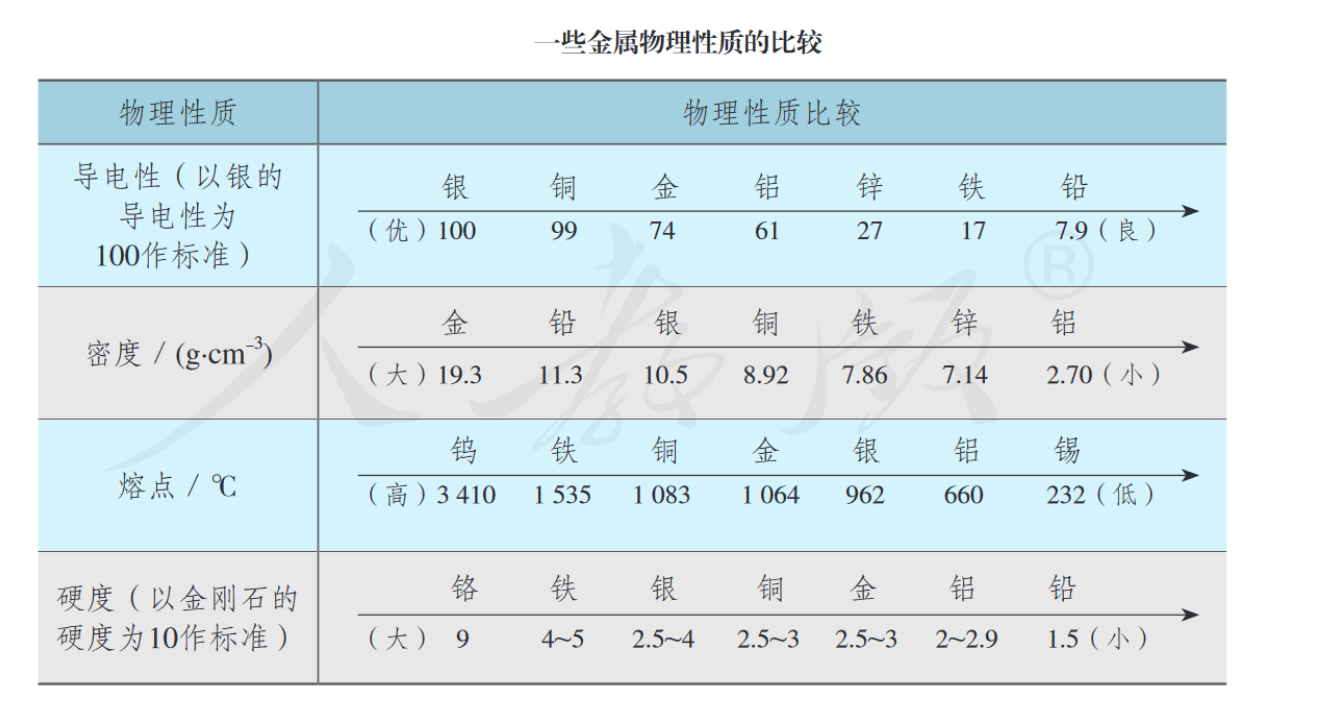 一些金属物理性质的比较
物理性质 物理性质比较
导电性（以银的
导电性为
100作标准）
银 铜 金 铝 锌 铁 铅
（优）100 99 74 61 27 17 7.9（良）
密度 / (g·cm⁻³)
金 铅 银 铜 铁 锌 铝
（大）19.3 11.3 10.5 8.92 7.86 7.14 2.70（小）
熔点 / ℃
钨 铁 铜 金 银 铝 锡
（高）3 410 1 535 1 083 1 064 962 660 232（低）
硬度（以金刚石的
硬度为10作标准）
铬 铁 银 铜 金 铝 铅
（大） 9 4~5 2.5~4 2.5~3 2.5~3 2~2.9 1.5（小）
人教版®